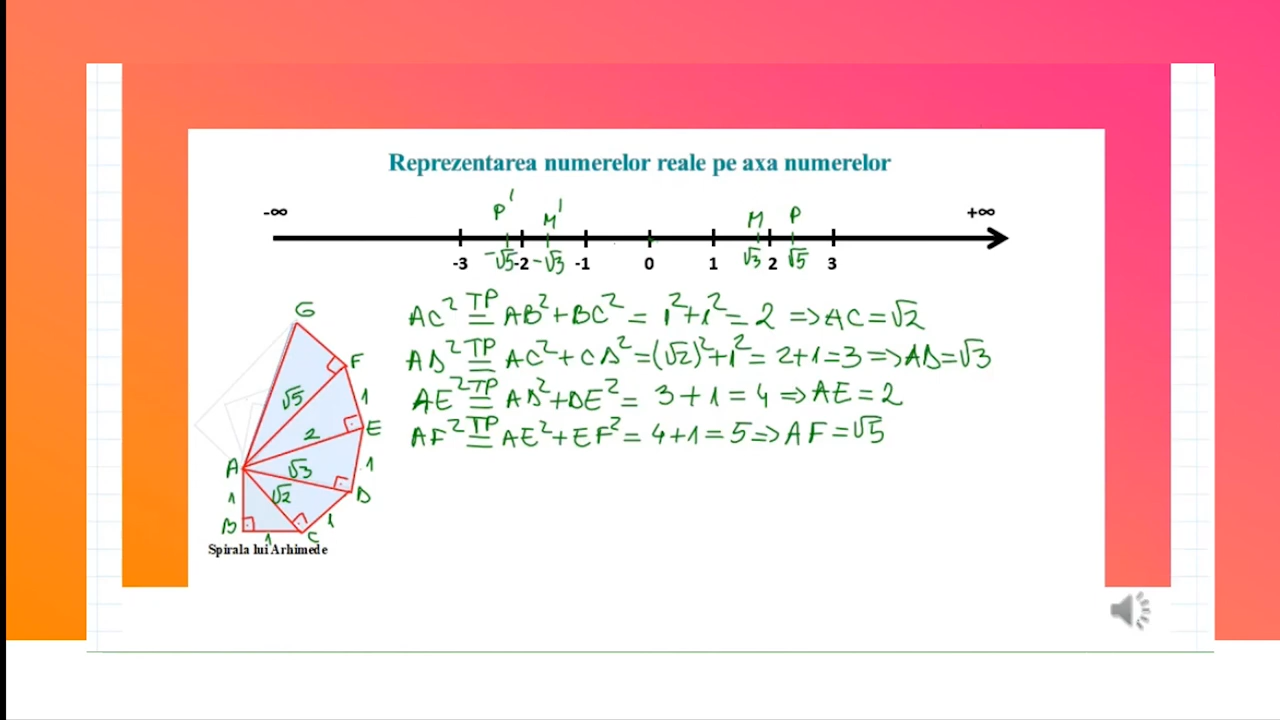 Reprezentarea numerelor reale pe axa numerelor
P' M' M P
-∞ +∞
-3 -√5 -2 -√3 -1 0 1 √3 2 √5 3
AC² TP= AB²+BC² = 1²+1² = 2 => AC = √2
AD² TP= AC²+CD² = (√2)²+1² = 2+1 = 3 => AD = √3
AE² TP= AD²+DE² = 3+1 = 4 => AE = 2
AF² TP= AE²+EF² = 4+1 = 5 => AF = √5
G
F
√5 1
2 E
A √3 1
1 √2 D
B 1 C 1
Spirala lui Arhimede